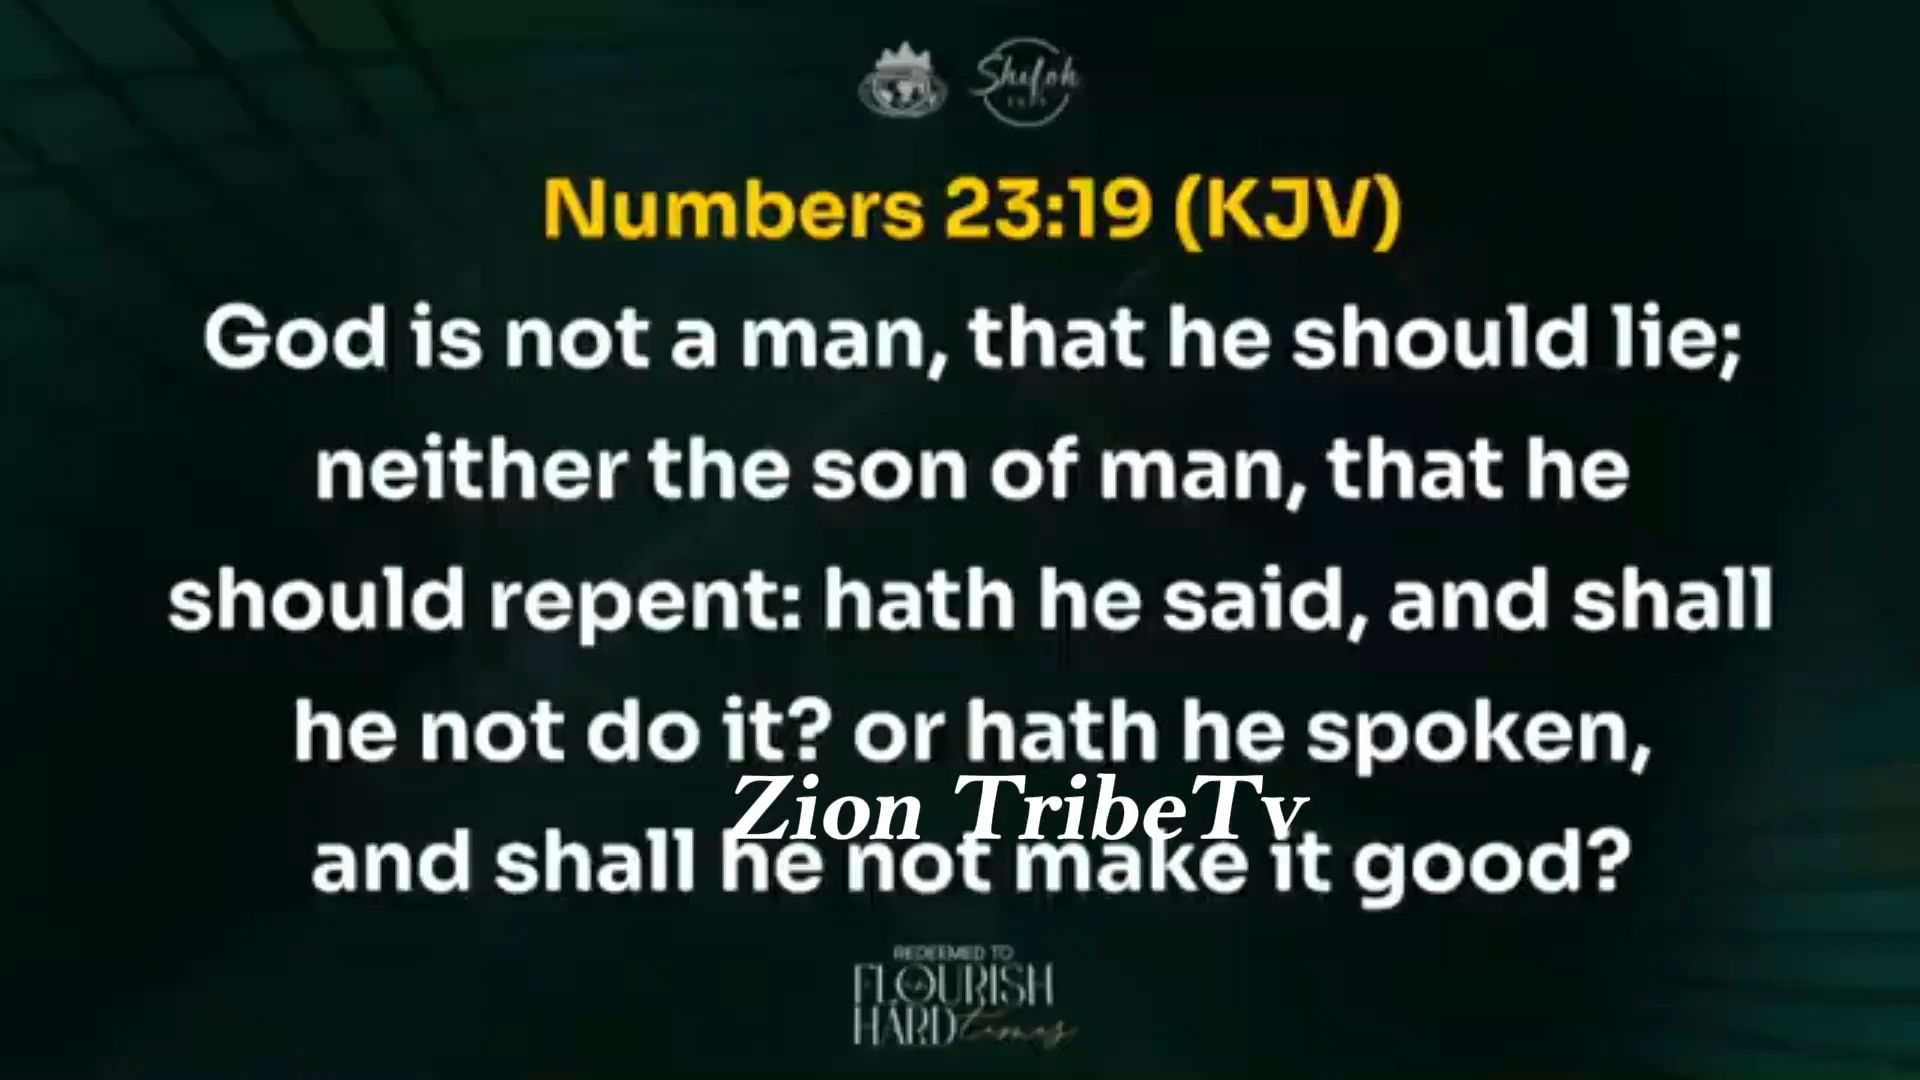 Shiloh
Numbers 23:19 (KJV)
God is not a man, that he should lie;
neither the son of man, that he
should repent: hath he said, and shall
he not do it? or hath he spoken,
Zion TribeTv
and shall he not make it good?
REDEEMED TO
FLOURISH
HARD times